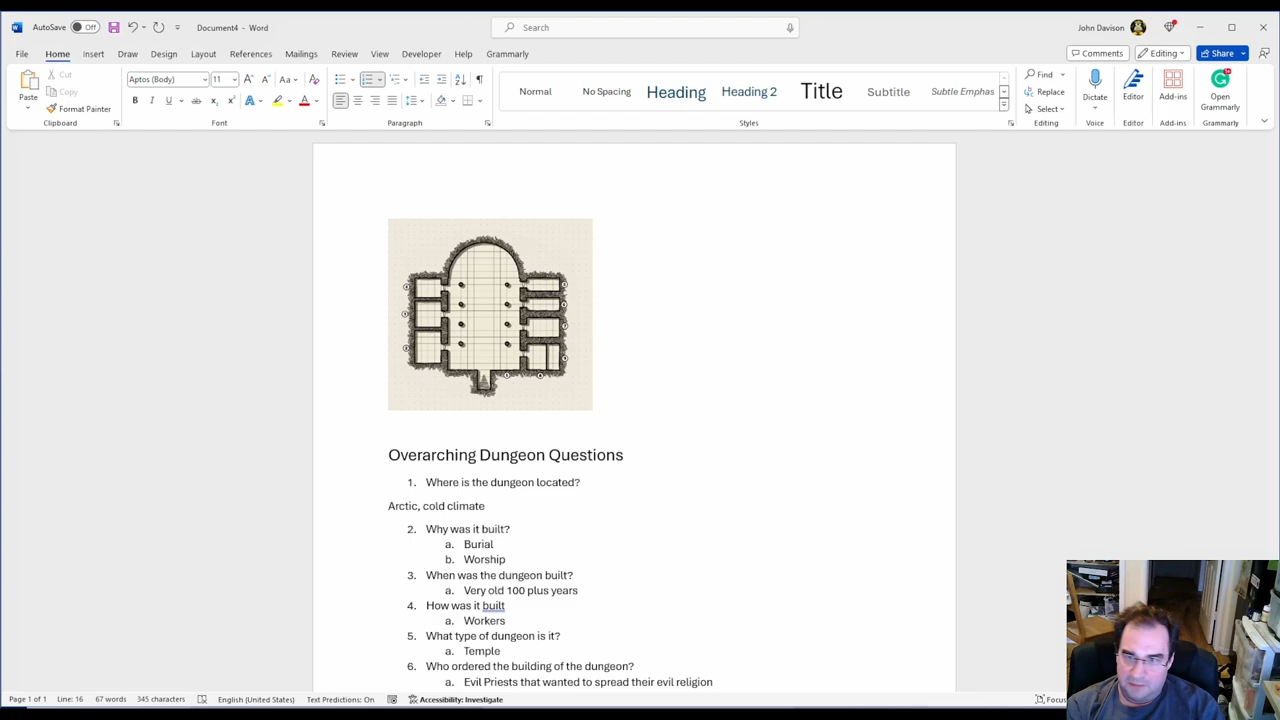 AutoSave Off Document4 - Word Search John Davison
File Home Insert Draw Design Layout References Mailings Review View Developer Help Grammarly Comments Editing Share
Paste Cut Copy Format Painter Aptos (Body) 11 Normal No Spacing Heading Heading 2 Title Subtitle Subtle Emphas Find Replace Select Dictate Editor Add-ins Open Grammarly
Clipboard Font Paragraph Styles Editing Voice Editor Add-ins Grammarly
Overarching Dungeon Questions
1. Where is the dungeon located?
Arctic, cold climate
2. Why was it built?
a. Burial
b. Worship
3. When was the dungeon built?
a. Very old 100 plus years
4. How was it built
a. Workers
5. What type of dungeon is it?
a. Temple
6. Who ordered the building of the dungeon?
a. Evil Priests that wanted to spread their evil religion
Page 1 of 1 Line: 16 67 words 345 characters English (United States) Text Predictions: On Accessibility: Investigate Focus